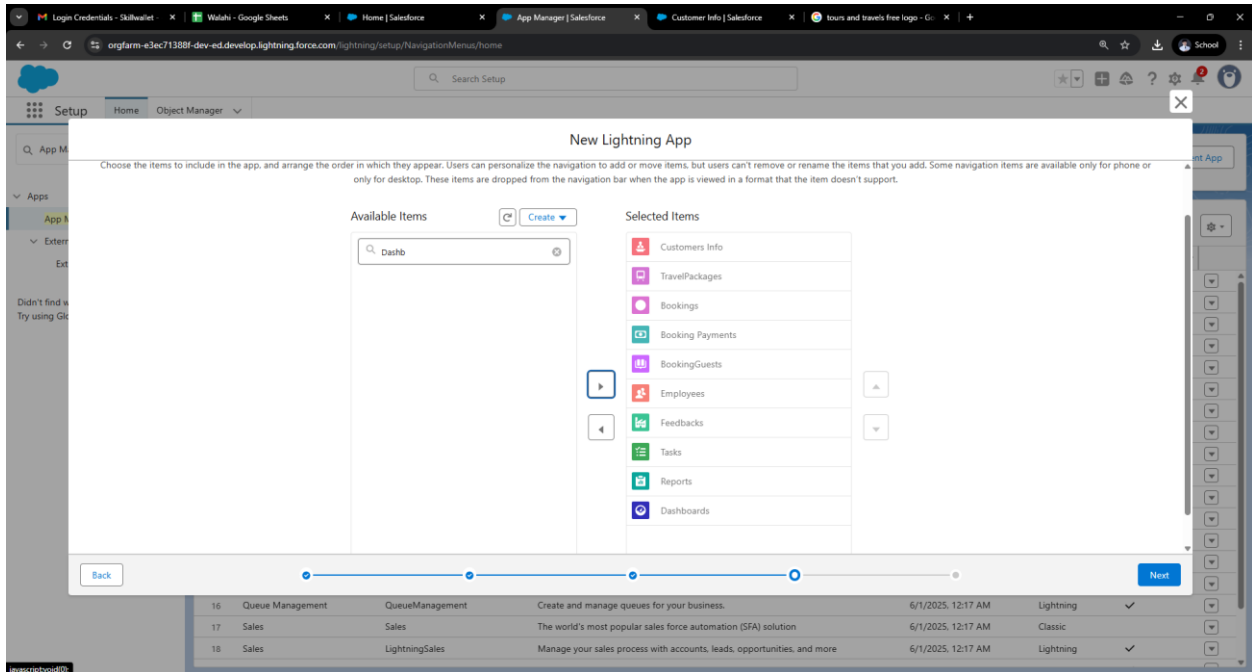 Login Credentials - Skillwallet -
Walahi - Google Sheets
Home | Salesforce
App Manager | Salesforce
Customer Info | Salesforce
tours and travels free logo - Go
orgfarm-e3ec71388f-dev-ed.develop.lightning.force.com/lightning/setup/NavigationMenus/home
School
Search Setup
2
Setup
Home
Object Manager
New Lightning App
App M
nt App
Choose the items to include in the app, and arrange the order in which they appear. Users can personalize the navigation to add or move items, but users can't remove or rename the items that you add. Some navigation items are available only for phone or
only for desktop. These items are dropped from the navigation bar when the app is viewed in a format that the item doesn't support.
Apps
App M
Extern
Ext
Didn't find w
Try using Glo
Available Items
Create
Selected Items
Dashb
Customers Info
TravelPackages
Bookings
Booking Payments
BookingGuests
Employees
Feedbacks
Tasks
Reports
Dashboards
Back
Next
16 Queue Management QueueManagement Create and manage queues for your business. 6/1/2025, 12:17 AM Lightning
17 Sales Sales The world's most popular sales force automation (SFA) solution 6/1/2025, 12:17 AM Classic
18 Sales LightningSales Manage your sales process with accounts, leads, opportunities, and more 6/1/2025, 12:17 AM Lightning
javascript:void(0);